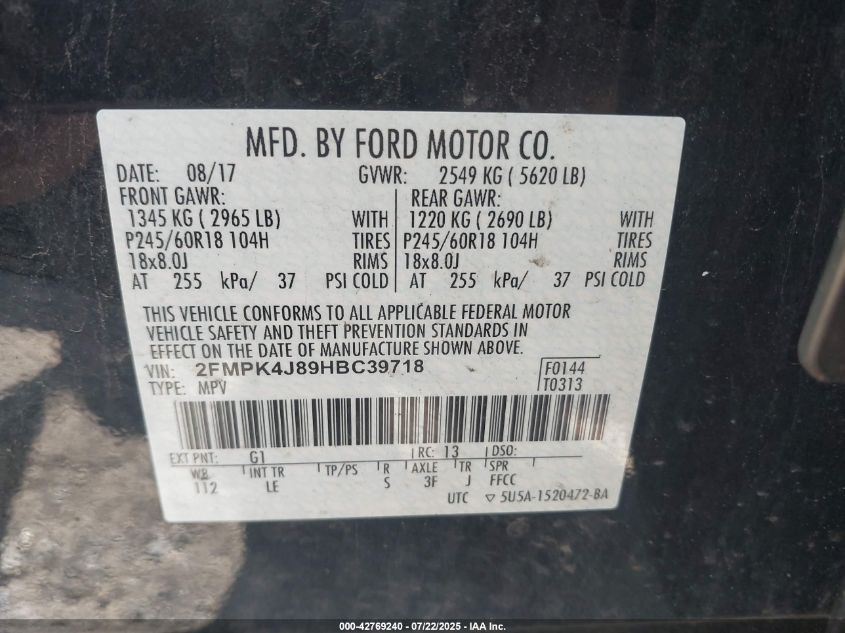 MFD. BY FORD MOTOR CO.
DATE: 08/17 GVWR: 2549 KG ( 5620 LB)
FRONT GAWR: REAR GAWR:
1345 KG ( 2965 LB) WITH 1220 KG ( 2690 LB) WITH
P245/60R18 104H TIRES P245/60R18 104H TIRES
18x8.0J RIMS 18x8.0J RIMS
AT 255 kPa/ 37 PSI COLD AT 255 kPa/ 37 PSI COLD
THIS VEHICLE CONFORMS TO ALL APPLICABLE FEDERAL MOTOR
VEHICLE SAFETY AND THEFT PREVENTION STANDARDS IN
EFFECT ON THE DATE OF MANUFACTURE SHOWN ABOVE.
VIN: 2FMPK4J89HBC39718 F0144
TYPE: MPV T0313
EXT PNT: G1 RC: 13 DSO:
WB INT TR TP/PS R AXLE TR SPR
112 LE S 3F J FFCC
UTC ▽ 5U5A-1520472-BA
000-42769240 - 07/22/2025 - IAA Inc.